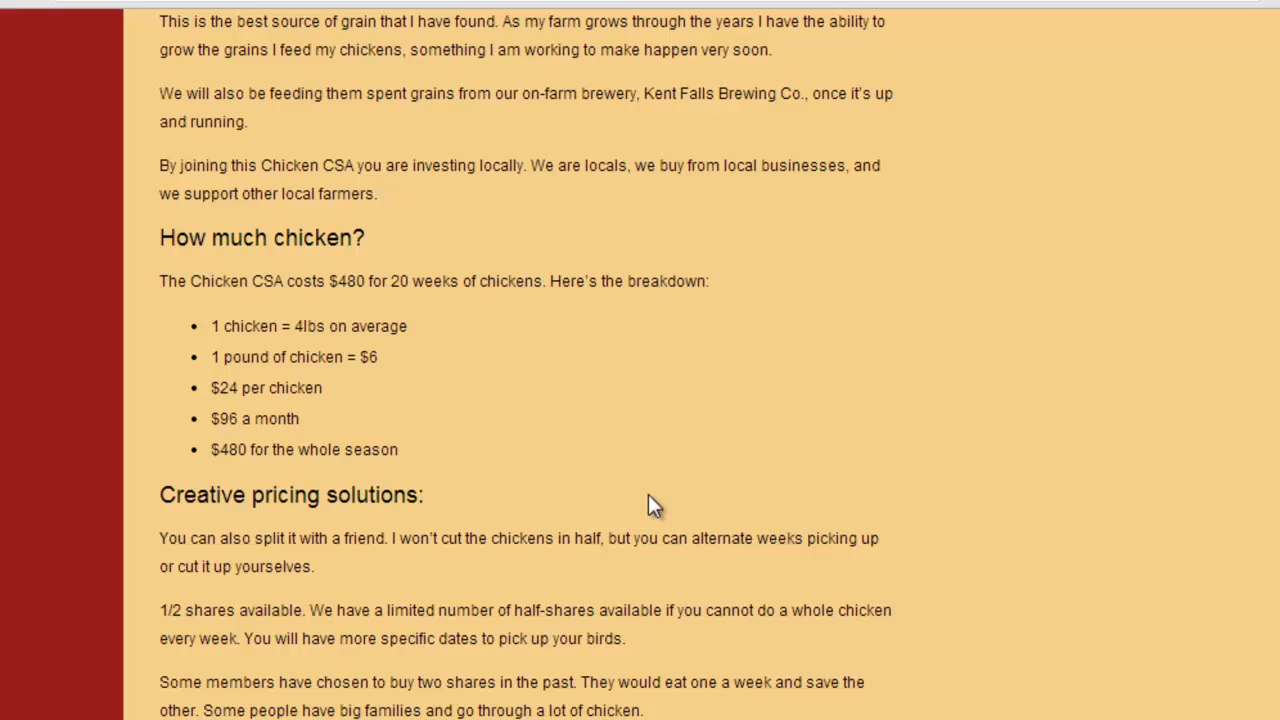 This is the best source of grain that I have found. As my farm grows through the years I have the ability to
grow the grains I feed my chickens, something I am working to make happen very soon.
We will also be feeding them spent grains from our on-farm brewery, Kent Falls Brewing Co., once it’s up
and running.
By joining this Chicken CSA you are investing locally. We are locals, we buy from local businesses, and
we support other local farmers.
How much chicken?
The Chicken CSA costs $480 for 20 weeks of chickens. Here’s the breakdown:
• 1 chicken = 4lbs on average
• 1 pound of chicken = $6
• $24 per chicken
• $96 a month
• $480 for the whole season
Creative pricing solutions:
You can also split it with a friend. I won’t cut the chickens in half, but you can alternate weeks picking up
or cut it up yourselves.
1/2 shares available. We have a limited number of half-shares available if you cannot do a whole chicken
every week. You will have more specific dates to pick up your birds.
Some members have chosen to buy two shares in the past. They would eat one a week and save the
other. Some people have big families and go through a lot of chicken.